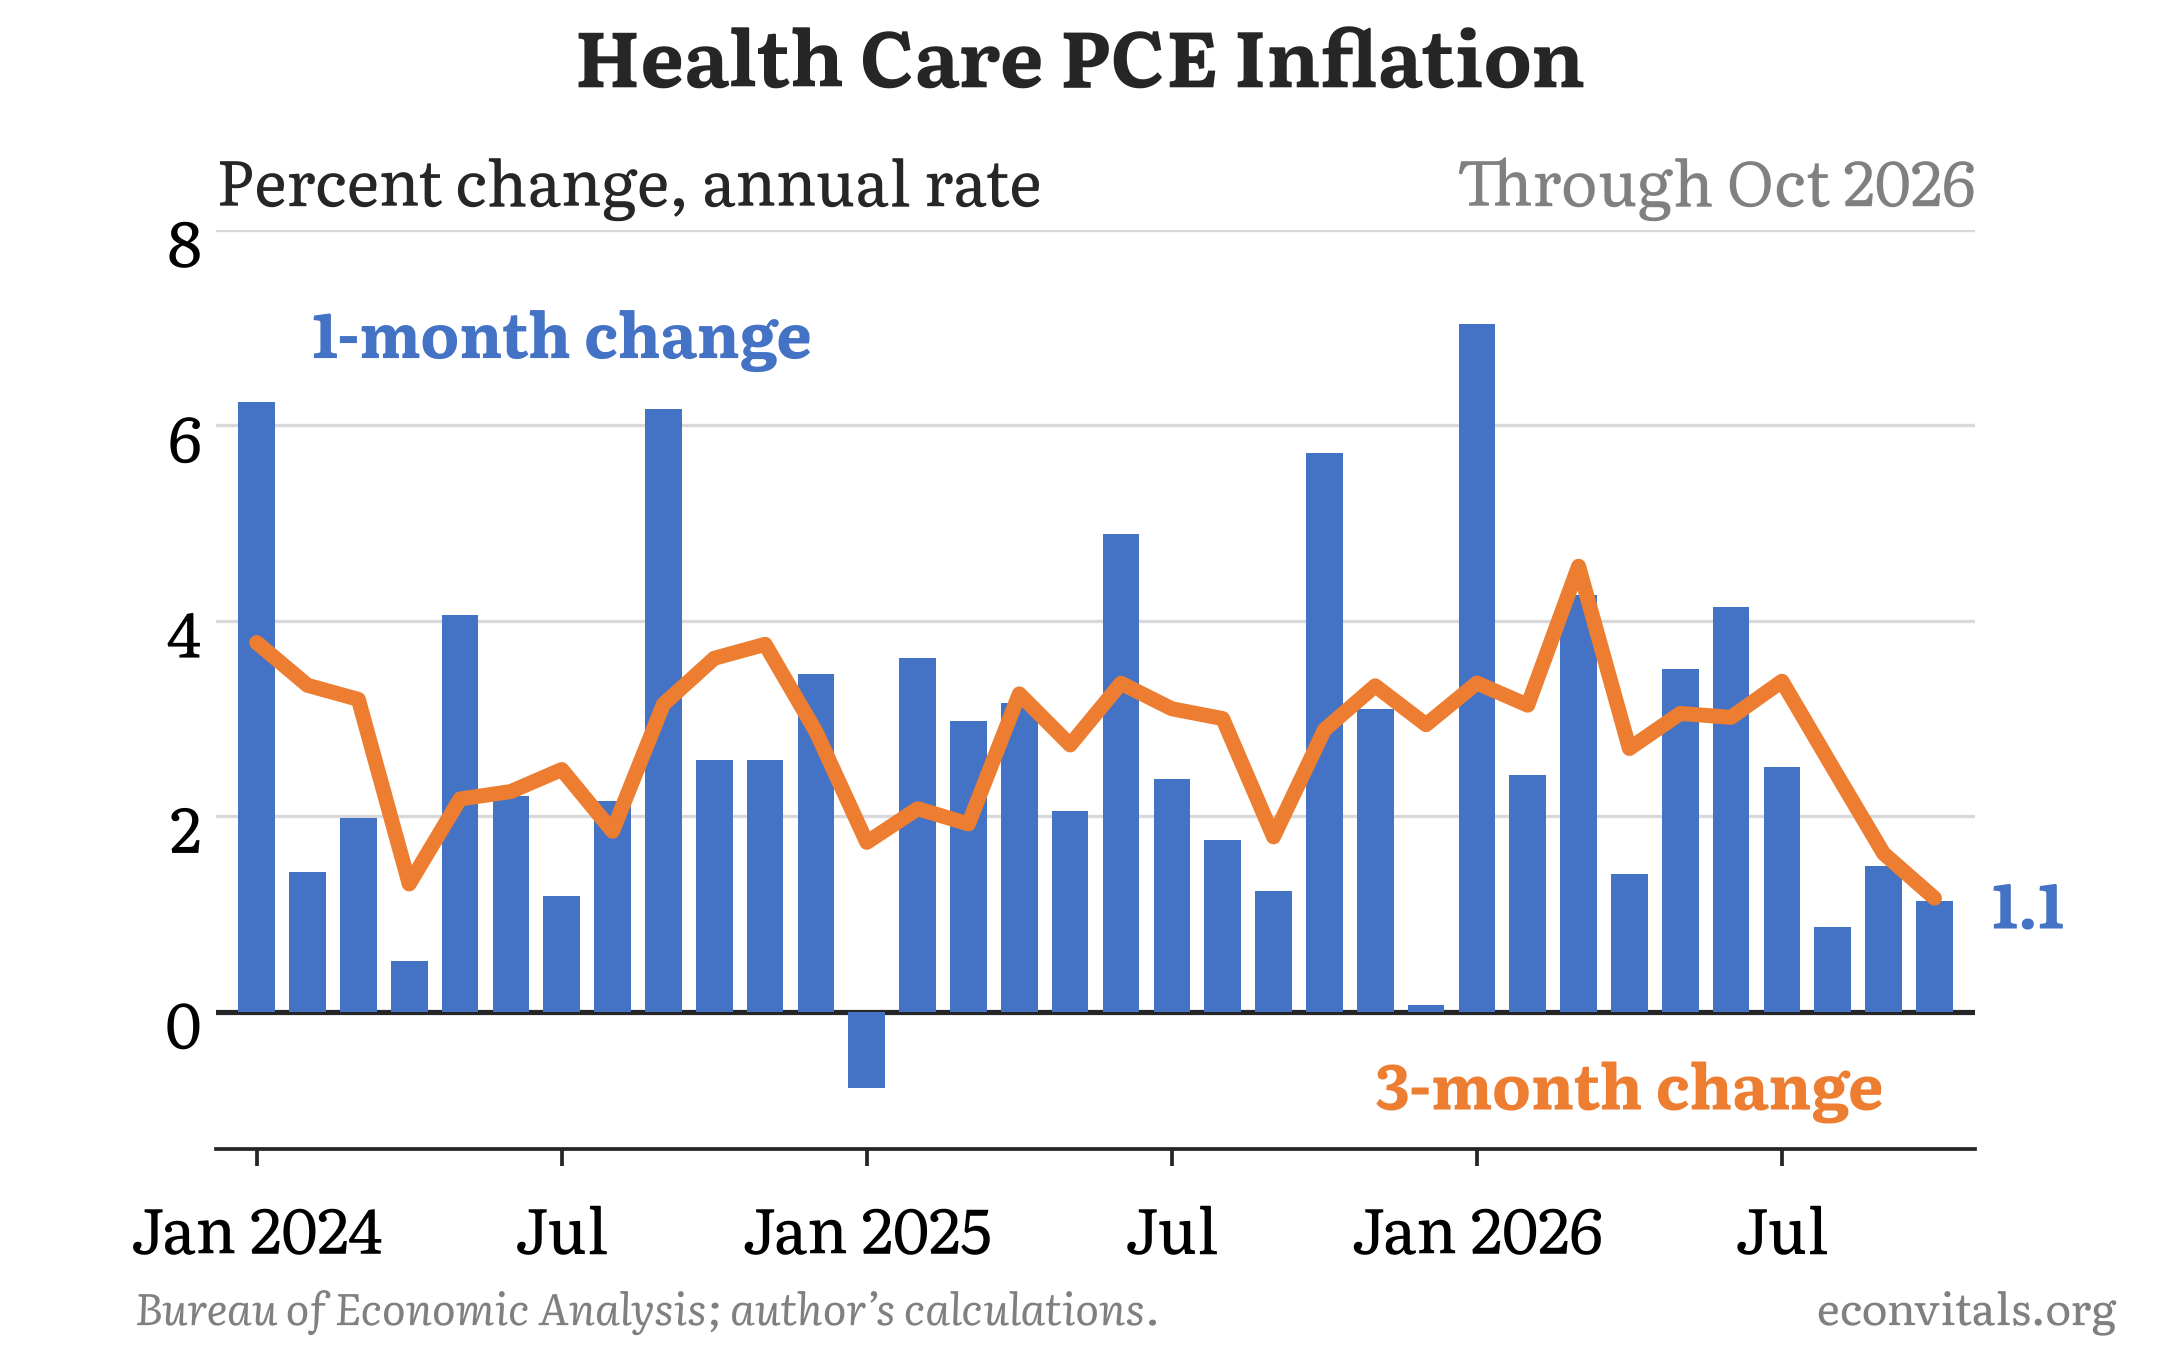 Health Care PCE Inflation
Percent change, annual rate
Through Oct 2026
8
1-month change
6
4
2
1.1
0
3-month change
Jan 2024
Jul
Jan 2025
Jul
Jan 2026
Jul
Bureau of Economic Analysis; author’s calculations.
econvitals.org